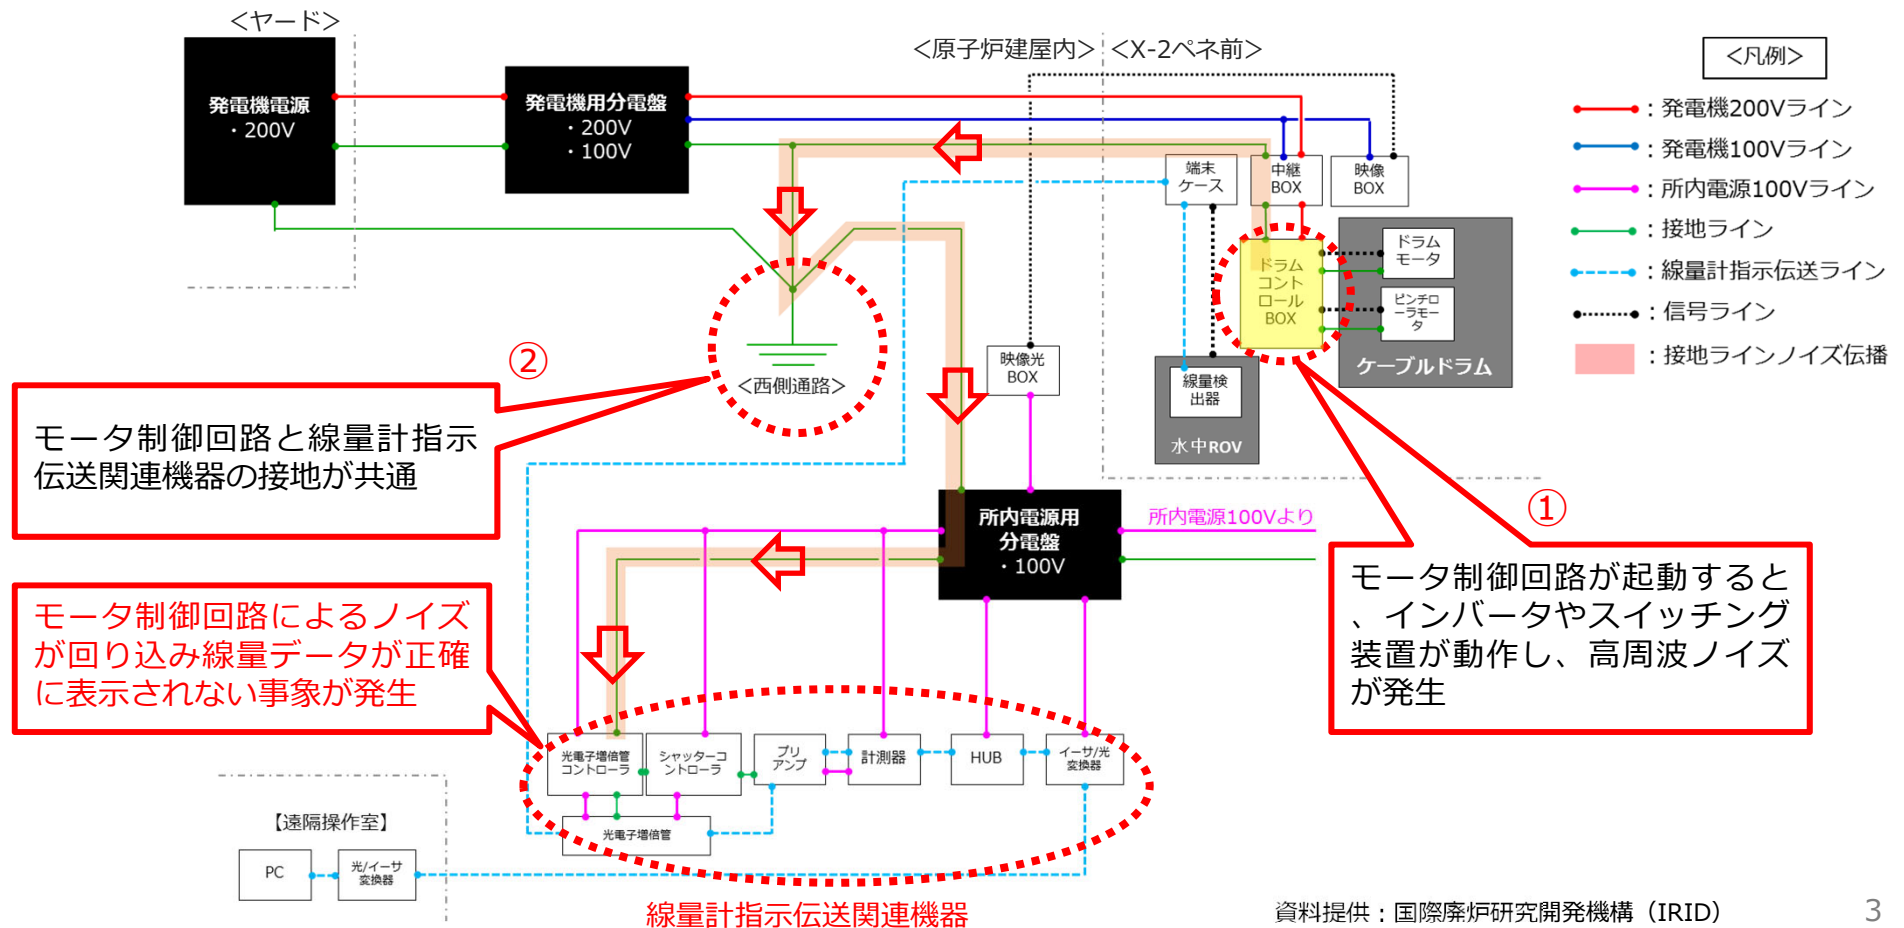 ＜ヤード＞
＜原子炉建屋内＞
＜X-2ペネ前＞
＜凡例＞
発電機電源
・200V
発電機用分電盤
・200V
・100V
：発電機200Vライン
：発電機100Vライン
：所内電源100Vライン
：接地ライン
：線量計指示伝送ライン
：信号ライン
：接地ラインノイズ伝播
端末
ケース
中継
BOX
映像
BOX
ドラム
コント
ロール
BOX
ドラム
モータ
ピンチロ
ーラモー
タ
ケーブルドラム
映像光
BOX
線量検
出器
水中ROV
＜西側通路＞
②
モータ制御回路と線量計指示
伝送関連機器の接地が共通
①
モータ制御回路が起動すると
、インバータやスイッチング
装置が動作し、高周波ノイズ
が発生
所内電源用
分電盤
・100V
所内電源100Vより
モータ制御回路によるノイズ
が回り込み線量データが正確
に表示されない事象が発生
光電子増倍管
コントローラ
シャッターコ
ントローラ
プリ
アンプ
計測器
HUB
イーサ/光
変換器
光電子増倍管
【遠隔操作室】
PC
光/イーサ
変換器
線量計指示伝送関連機器
資料提供：国際廃炉研究開発機構（IRID）
3